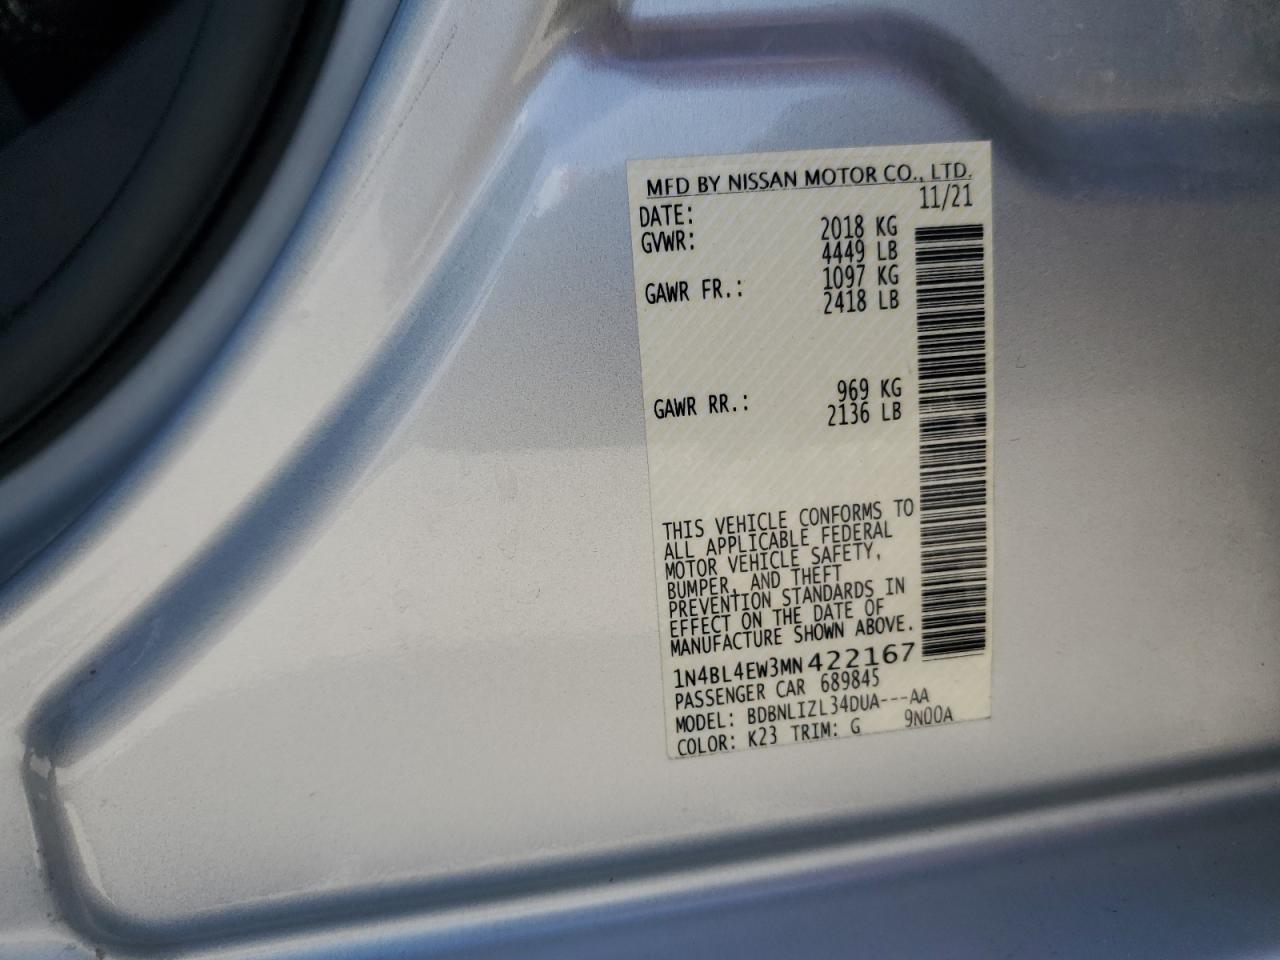 MFD BY NISSAN MOTOR CO., LTD.
DATE: 11/21
GVWR: 2018 KG
4449 LB
GAWR FR.: 1097 KG
2418 LB
GAWR RR.: 969 KG
2136 LB
THIS VEHICLE CONFORMS TO
ALL APPLICABLE FEDERAL
MOTOR VEHICLE SAFETY,
BUMPER, AND THEFT
PREVENTION STANDARDS IN
EFFECT ON THE DATE OF
MANUFACTURE SHOWN ABOVE.
1N4BL4EW3MN422167
PASSENGER CAR 689845
MODEL: BDBNLIZL34DUA---AA
COLOR: K23 TRIM: G 9N00A